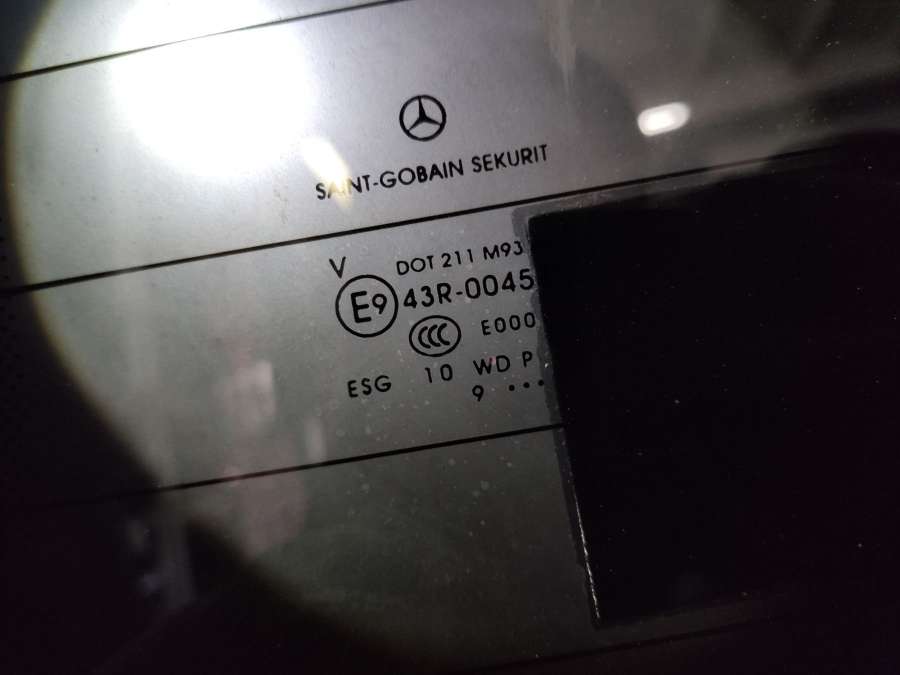 SAINT-GOBAIN SEKURIT
V DOT 211 M93
E9 43R-0045
CCC E000
ESG 10 WD P
9 •••